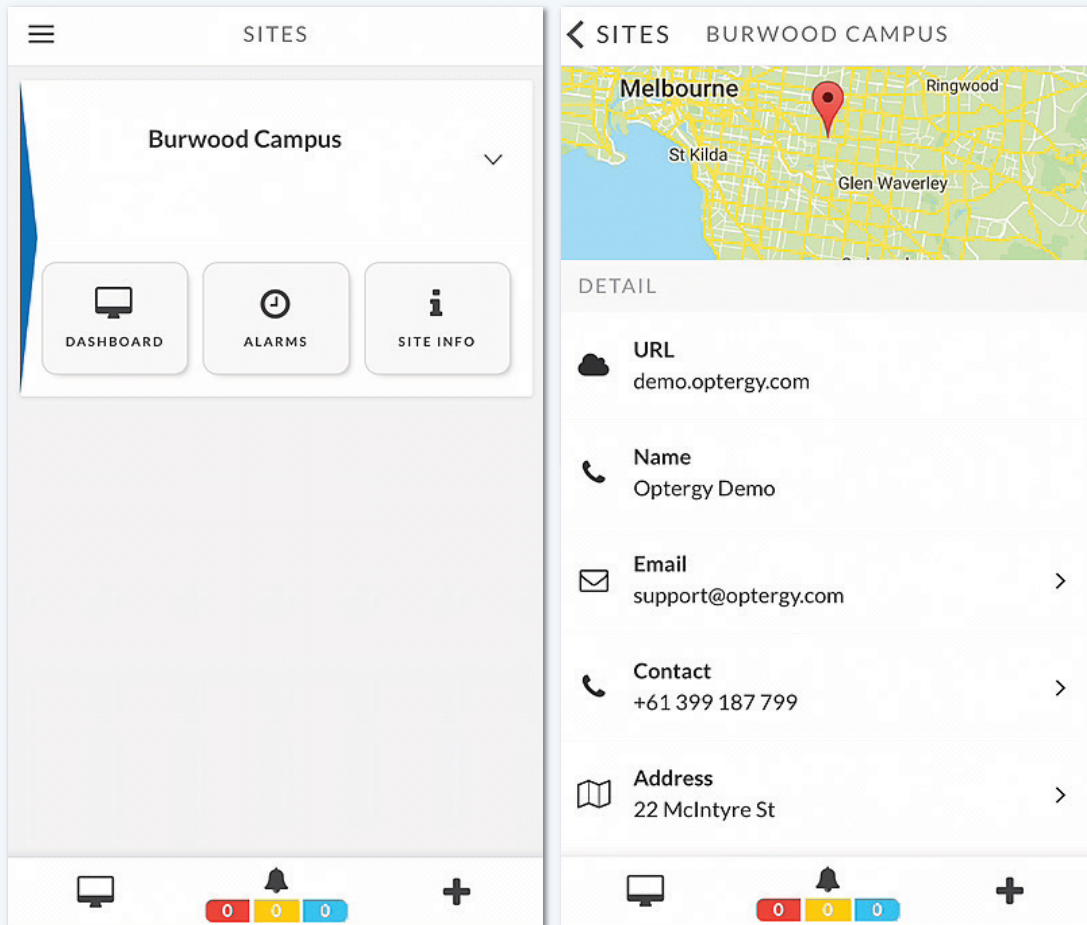 SITES
Burwood Campus
DASHBOARD
ALARMS
SITE INFO
0 0 0
SITES BURWOOD CAMPUS
Melbourne
Ringwood
St Kilda
Glen Waverley
DETAIL
URL
demo.optergy.com
Name
Optergy Demo
Email
support@optergy.com
Contact
+61 399 187 799
Address
22 McIntyre St
0 0 0